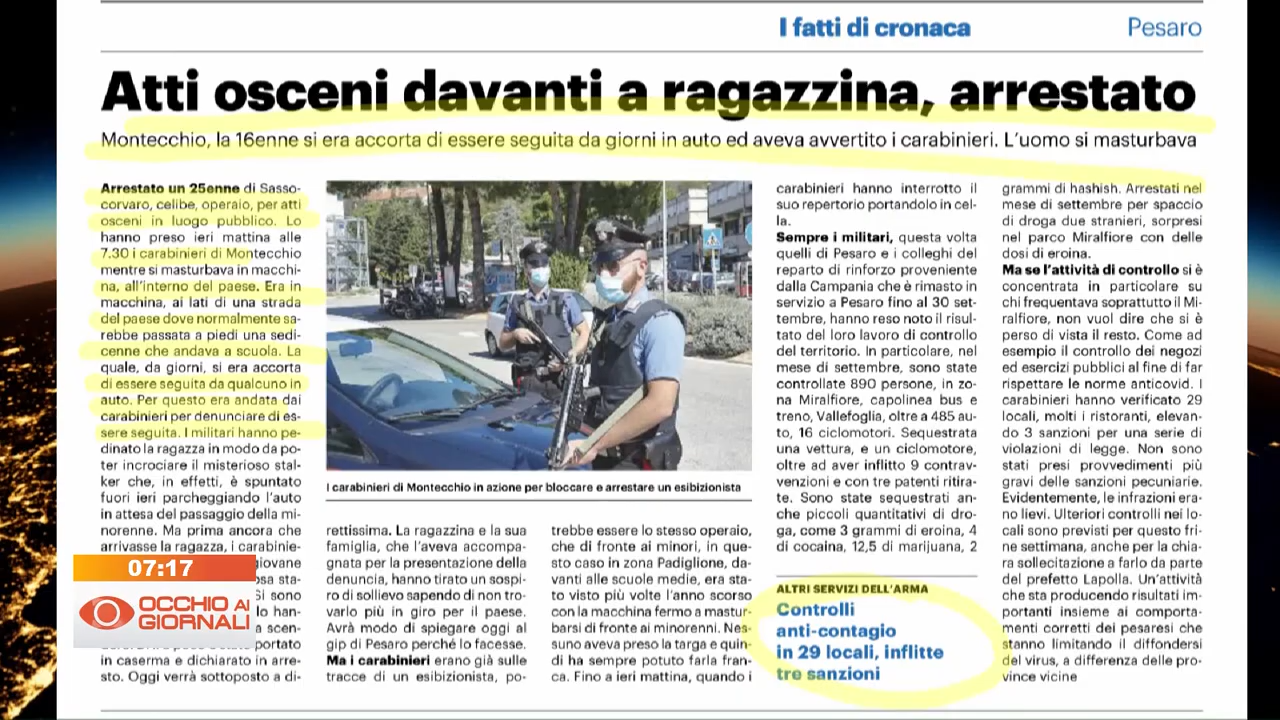 I fatti di cronaca
Pesaro
Atti osceni davanti a ragazzina, arrestato
Montecchio, la 16enne si era accorta di essere seguita da giorni in auto ed aveva avvertito i carabinieri. L'uomo si masturbava
Arrestato un 25enne di Sasso-
corvaro, celibe, operaio, per atti
osceni in luogo pubblico. Lo
hanno preso ieri mattina alle
7.30 i carabinieri di Montecchio
mentre si masturbava in macchi-
na, all'interno del paese. Era in
macchina, ai lati di una strada
del paese dove normalmente sa-
rebbe passata a piedi una sedi-
cenne che andava a scuola. La
quale, da giorni, si era accorta
di essere seguita da qualcuno in
auto. Per questo era andata dai
carabinieri per denunciare di es-
sere seguita. I militari hanno pe-
dinato la ragazza in modo da po-
ter incrociare il misterioso stal-
ker che, in effetti, è spuntato
fuori ieri parcheggiando l'auto
in attesa del passaggio della mi-
norenne. Ma prima ancora che
arrivasse la ragazza, i carabinie-
giovane
sa sta-
Si sono
lo han-
a scen-
portato
in caserma e dichiarato in arre-
sto. Oggi verrà sottoposto a di-
I carabinieri di Montecchio in azione per bloccare e arrestare un esibizionista
rettissima. La ragazzina e la sua
famiglia, che l'aveva accompa-
gnata per la presentazione della
denuncia, hanno tirato un sospi-
ro di sollievo sapendo di non tro-
varlo più in giro per il paese.
Avrà modo di spiegare oggi al
gip di Pesaro perché lo facesse.
Ma i carabinieri erano già sulle
tracce di un esibizionista, po-
trebbe essere lo stesso operaio,
che di fronte ai minori, in que-
sto caso in zona Padiglione, da-
vanti alle scuole medie, era sta-
to visto più volte l'anno scorso
con la macchina fermo a mastur-
barsi di fronte ai minorenni. Nes-
suno aveva preso la targa e quin-
di ha sempre potuto farla fran-
ca. Fino a ieri mattina, quando i
carabinieri hanno interrotto il
suo repertorio portandolo in cel-
la.
Sempre i militari, questa volta
quelli di Pesaro e i colleghi del
reparto di rinforzo proveniente
dalla Campania che è rimasto in
servizio a Pesaro fino al 30 set-
tembre, hanno reso noto il risul-
tato del loro lavoro di controllo
del territorio. In particolare, nel
mese di settembre, sono state
controllate 890 persone, in zo-
na Miralfiore, capolinea bus e
treno, Vallefoglia, oltre a 485 au-
to, 16 ciclomotori. Sequestrata
una vettura, e un ciclomotore,
oltre ad aver inflitto 9 contrav-
venzioni e con tre patenti ritira-
te. Sono state sequestrati an-
che piccoli quantitativi di dro-
ga, come 3 grammi di eroina, 4
di cocaina, 12,5 di marijuana, 2
ALTRI SERVIZI DELL'ARMA
Controlli
anti-contagio
in 29 locali, inflitte
tre sanzioni
grammi di hashish. Arrestati nel
mese di settembre per spaccio
di droga due stranieri, sorpresi
nel parco Miralfiore con delle
dosi di eroina.
Ma se l'attività di controllo si è
concentrata in particolare su
chi frequentava soprattutto il Mi-
ralfiore, non vuol dire che si è
perso di vista il resto. Come ad
esempio il controllo dei negozi
ed esercizi pubblici al fine di far
rispettare le norme anticovid. I
carabinieri hanno verificato 29
locali, molti i ristoranti, elevan-
do 3 sanzioni per una serie di
violazioni di legge. Non sono
stati presi provvedimenti più
gravi delle sanzioni pecuniarie.
Evidentemente, le infrazioni era-
no lievi. Ulteriori controlli nei lo-
cali sono previsti per questo fri-
ne settimana, anche per la chia-
ra sollecitazione a farlo da parte
del prefetto Lapolla. Un'attività
che sta producendo risultati im-
portanti insieme ai comporta-
menti corretti dei pesaresi che
stanno limitando il diffondersi
del virus, a differenza delle pro-
vince vicine
07:17
OCCHIO AI
GIORNALI